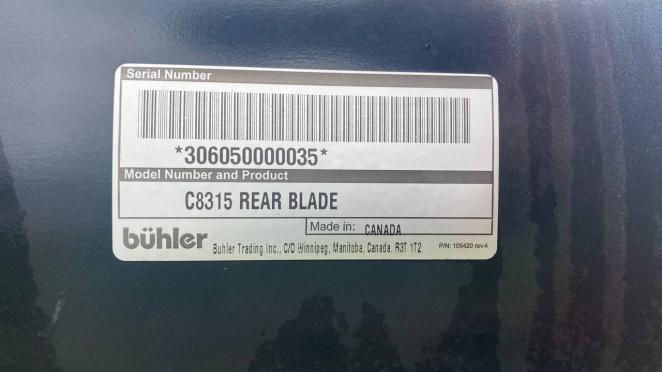 Serial Number
*306050000035*
Model Number and Product
C8315 REAR BLADE
Made in: CANADA
bühler
Buhler Trading Inc., C/O Winnipeg, Manitoba, Canada. R3T 1T2
P/N: 105420 rev.4